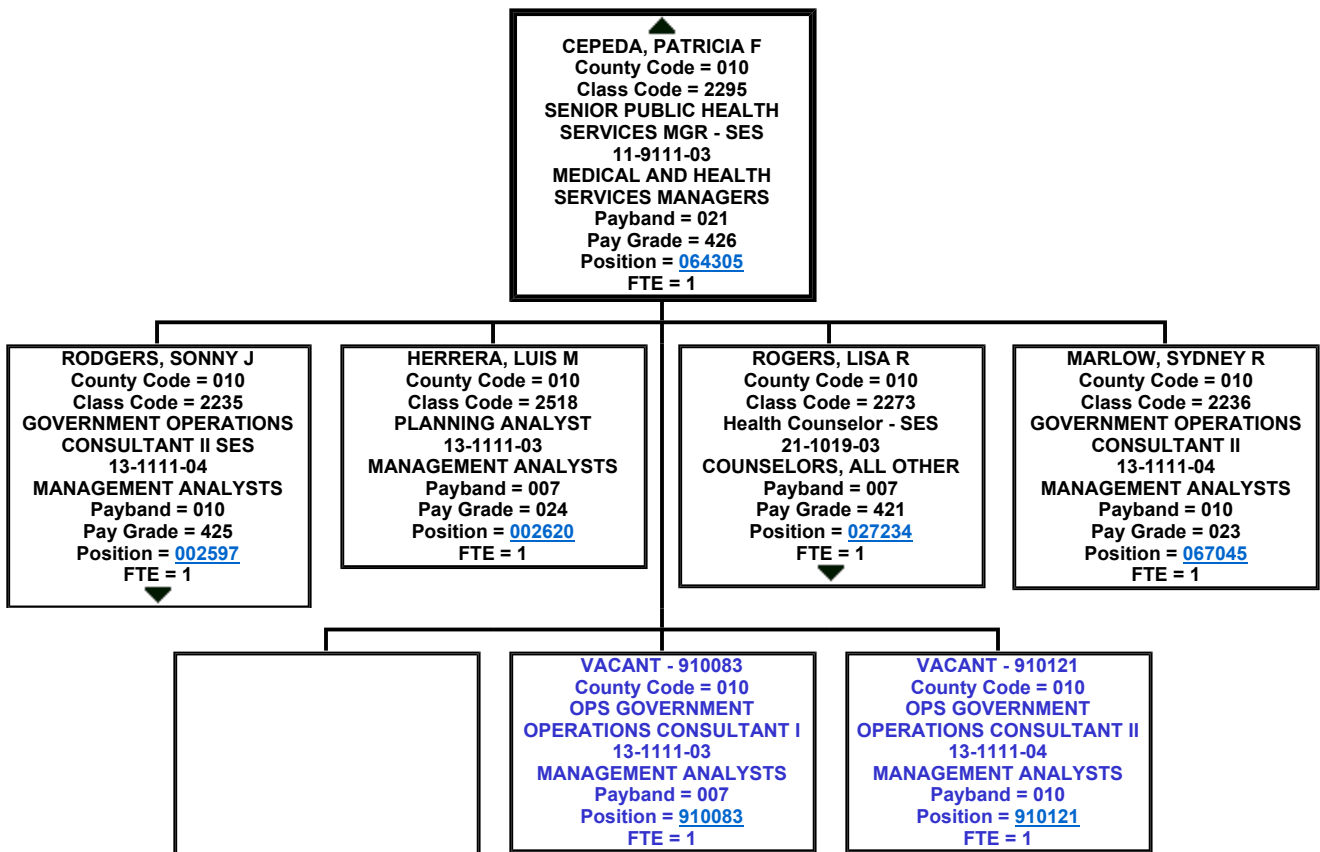 CEPEDA, PATRICIA F
County Code = 010
Class Code = 2295
SENIOR PUBLIC HEALTH
SERVICES MGR - SES
11-9111-03
MEDICAL AND HEALTH
SERVICES MANAGERS
Payband = 021
Pay Grade = 426
Position = 064305
FTE = 1
RODGERS, SONNY J
County Code = 010
Class Code = 2235
GOVERNMENT OPERATIONS
CONSULTANT II SES
13-1111-04
MANAGEMENT ANALYSTS
Payband = 010
Pay Grade = 425
Position = 002597
FTE = 1
HERRERA, LUIS M
County Code = 010
Class Code = 2518
PLANNING ANALYST
13-1111-03
MANAGEMENT ANALYSTS
Payband = 007
Pay Grade = 024
Position = 002620
FTE = 1
ROGERS, LISA R
County Code = 010
Class Code = 2273
Health Counselor - SES
21-1019-03
COUNSELORS, ALL OTHER
Payband = 007
Pay Grade = 421
Position = 027234
FTE = 1
MARLOW, SYDNEY R
County Code = 010
Class Code = 2236
GOVERNMENT OPERATIONS
CONSULTANT II
13-1111-04
MANAGEMENT ANALYSTS
Payband = 010
Pay Grade = 023
Position = 067045
FTE = 1
VACANT - 910083
County Code = 010
OPS GOVERNMENT
OPERATIONS CONSULTANT I
13-1111-03
MANAGEMENT ANALYSTS
Payband = 007
Position = 910083
FTE = 1
VACANT - 910121
County Code = 010
OPS GOVERNMENT
OPERATIONS CONSULTANT II
13-1111-04
MANAGEMENT ANALYSTS
Payband = 010
Position = 910121
FTE = 1